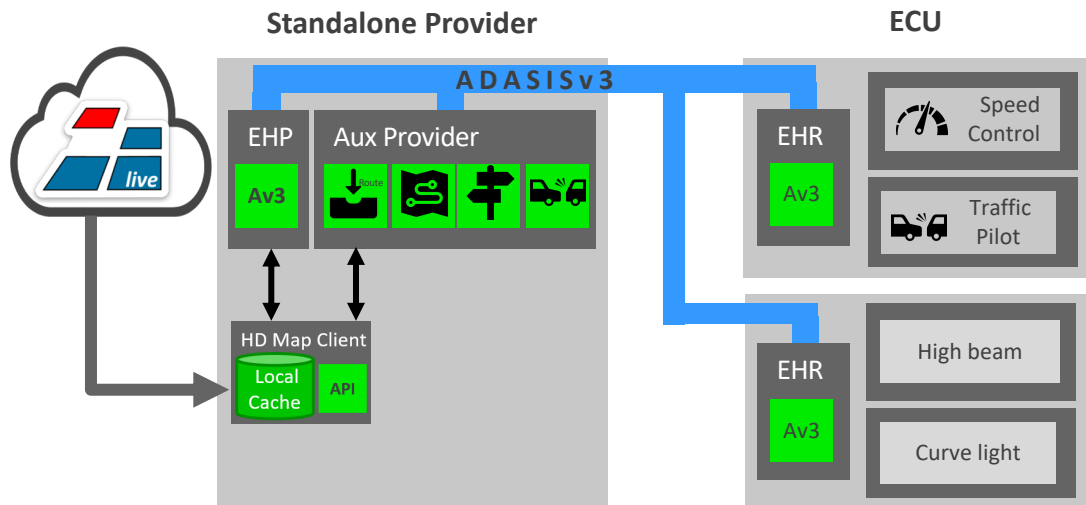 Standalone Provider
ECU
ADASISv3
live
EHP
Av3
Aux Provider
Route
HD Map Client
Local
Cache
API
EHR
Av3
Speed
Control
Traffic
Pilot
EHR
Av3
High beam
Curve light